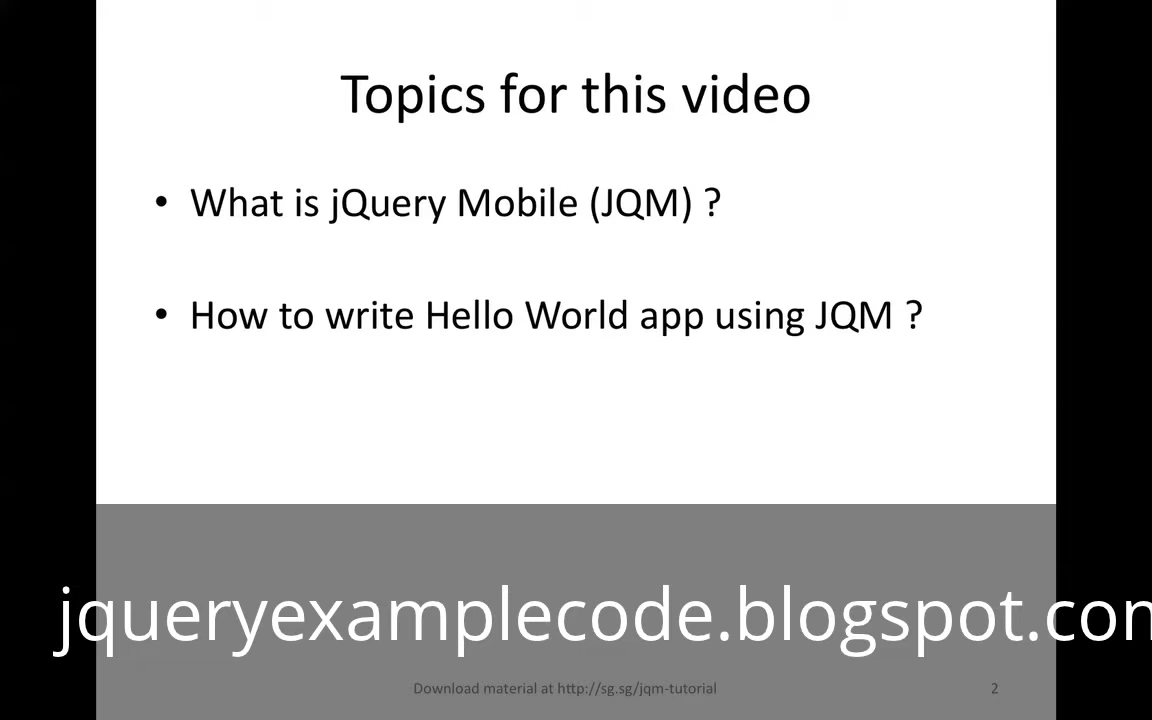 Topics for this video
• What is jQuery Mobile (JQM) ?
• How to write Hello World app using JQM ?
jqueryexamplecode.blogspot.com
Download material at http://sg.sg/jqm-tutorial
2